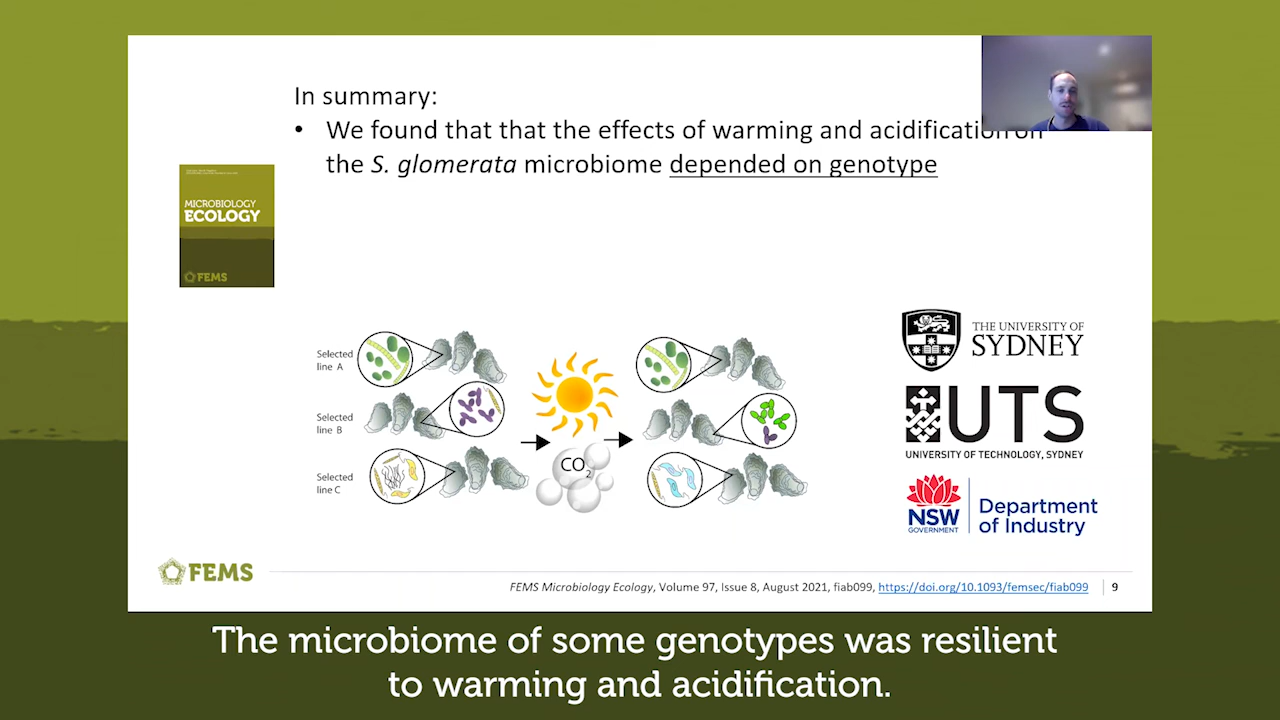 In summary:
• We found that that the effects of warming and acidification on
the S. glomerata microbiome depended on genotype
MICROBIOLOGY
ECOLOGY
FEMS
Selected
line A
Selected
line B
Selected
line C
CO2
THE UNIVERSITY OF
SYDNEY
UTS
UNIVERSITY OF TECHNOLOGY, SYDNEY
NSW
GOVERNMENT
Department
of Industry
FEMS
FEMS Microbiology Ecology, Volume 97, Issue 8, August 2021, fiab099, https://doi.org/10.1093/femsec/fiab099
9
The microbiome of some genotypes was resilient
to warming and acidification.